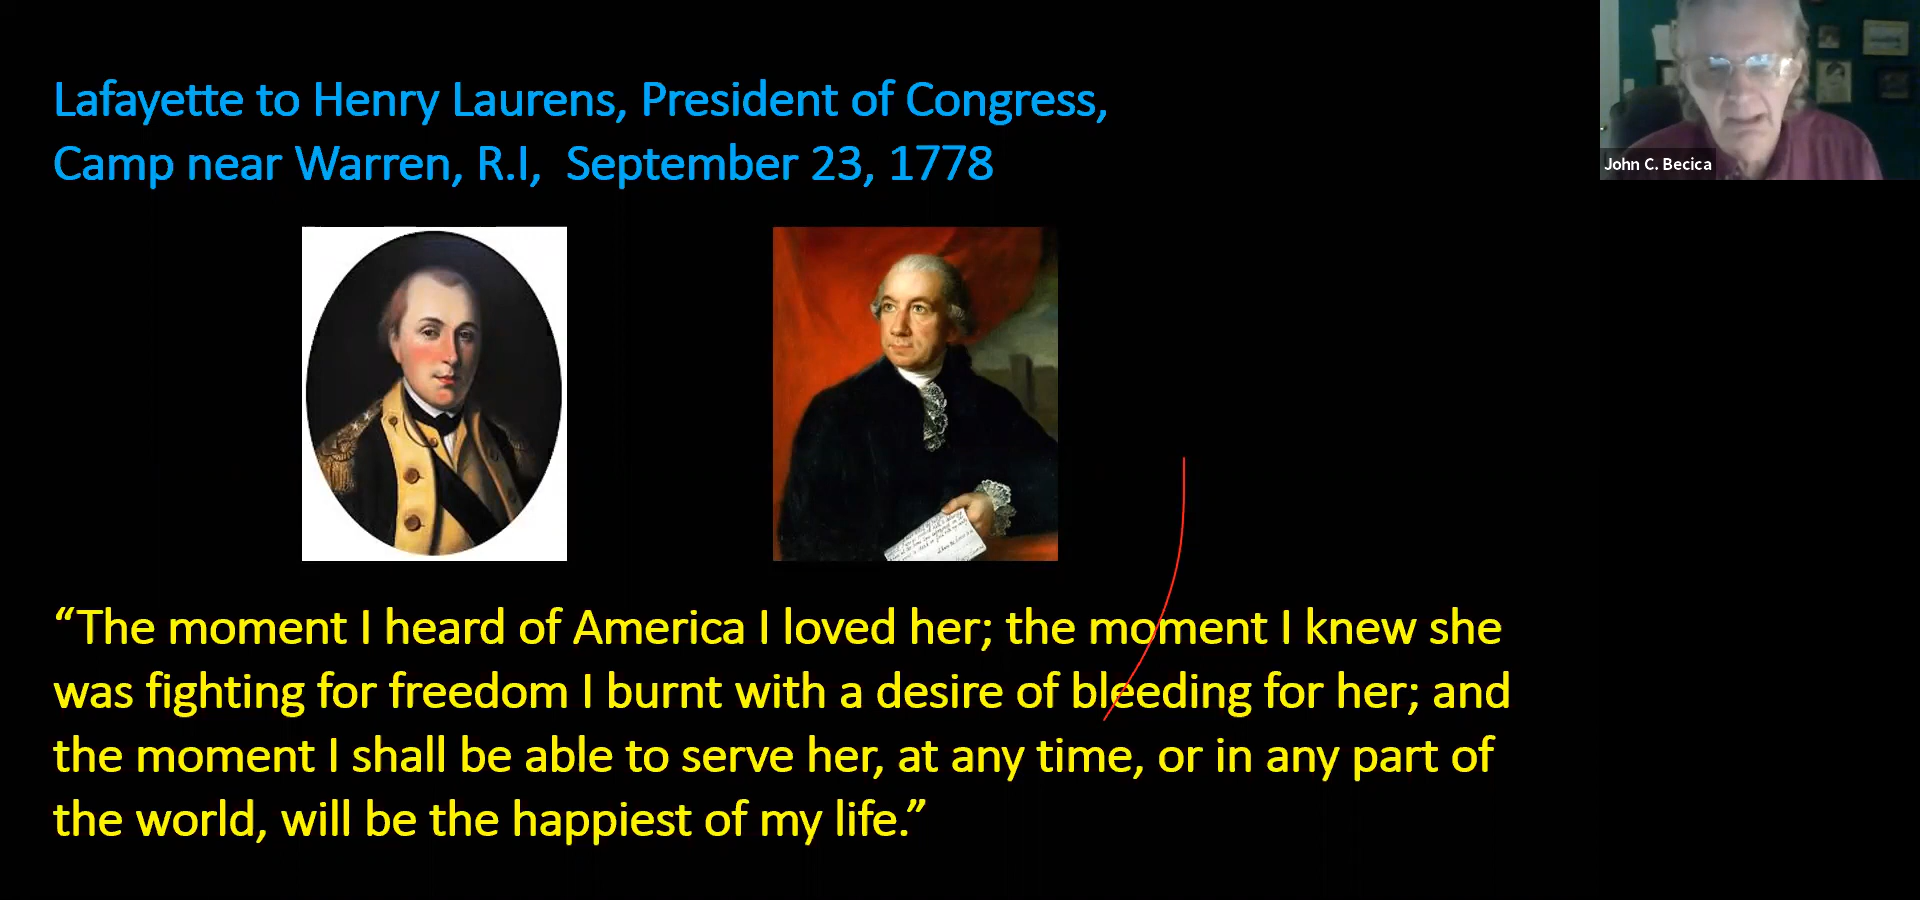 Lafayette to Henry Laurens, President of Congress,
Camp near Warren, R.I, September 23, 1778
John C. Becica
“The moment I heard of America I loved her; the moment I knew she
was fighting for freedom I burnt with a desire of bleeding for her; and
the moment I shall be able to serve her, at any time, or in any part of
the world, will be the happiest of my life.”